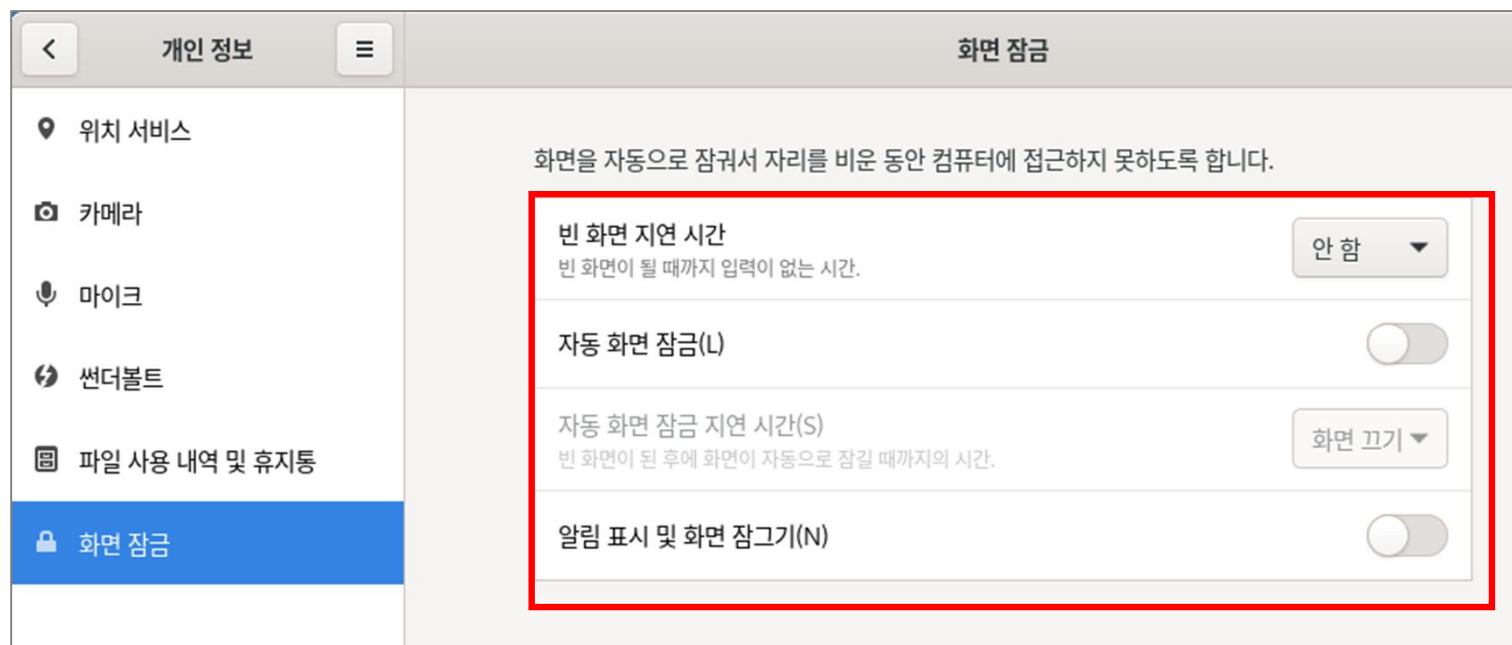 개인 정보
화면 잠금
위치 서비스
카메라
마이크
썬더볼트
파일 사용 내역 및 휴지통
화면 잠금
화면을 자동으로 잠궈서 자리를 비운 동안 컴퓨터에 접근하지 못하도록 합니다.
빈 화면 지연 시간
안 함
빈 화면이 될 때까지 입력이 없는 시간.
자동 화면 잠금(L)
자동 화면 잠금 지연 시간(S)
화면 끄기
빈 화면이 된 후에 화면이 자동으로 잠길 때까지의 시간.
알림 표시 및 화면 잠그기(N)